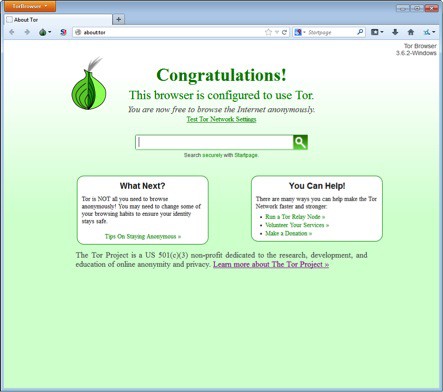 TorBrowser
About Tor
about:tor
Startpage
Tor Browser
3.6.2-Windows
Congratulations!
This browser is configured to use Tor.
You are now free to browse the Internet anonymously.
Test Tor Network Settings
Search securely with Startpage.
What Next?
Tor is NOT all you need to browse
anonymously! You may need to change some of
your browsing habits to ensure your identity
stays safe.
Tips On Staying Anonymous »
You Can Help!
There are many ways you can help make the Tor
Network faster and stronger:
• Run a Tor Relay Node »
• Volunteer Your Services »
• Make a Donation »
The Tor Project is a US 501(c)(3) non-profit dedicated to the research, development, and
education of online anonymity and privacy. Learn more about The Tor Project »